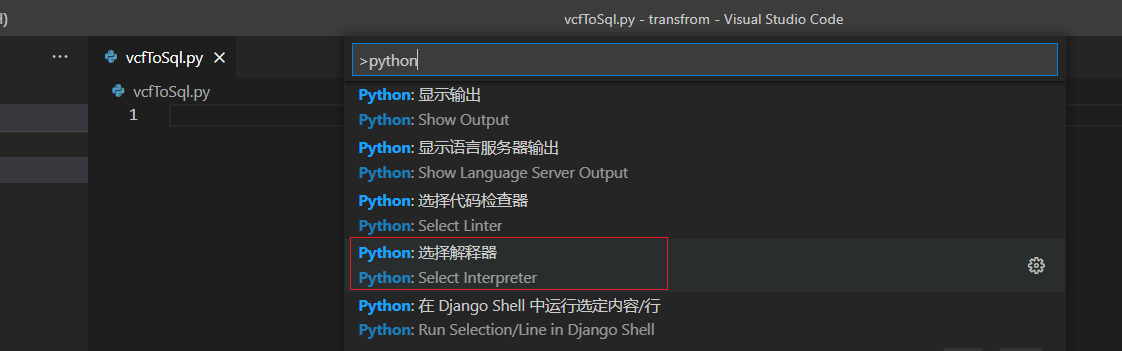 H)
vcfToSql.py - transfrom - Visual Studio Code
··· vcfToSql.py ×
>python
vcfToSql.py
1
Python: 显示输出
Python: Show Output
Python: 显示语言服务器输出
Python: Show Language Server Output
Python: 选择代码检查器
Python: Select Linter
Python: 选择解释器
Python: Select Interpreter
Python: 在 Django Shell 中运行选定内容/行
Python: Run Selection/Line in Django Shell